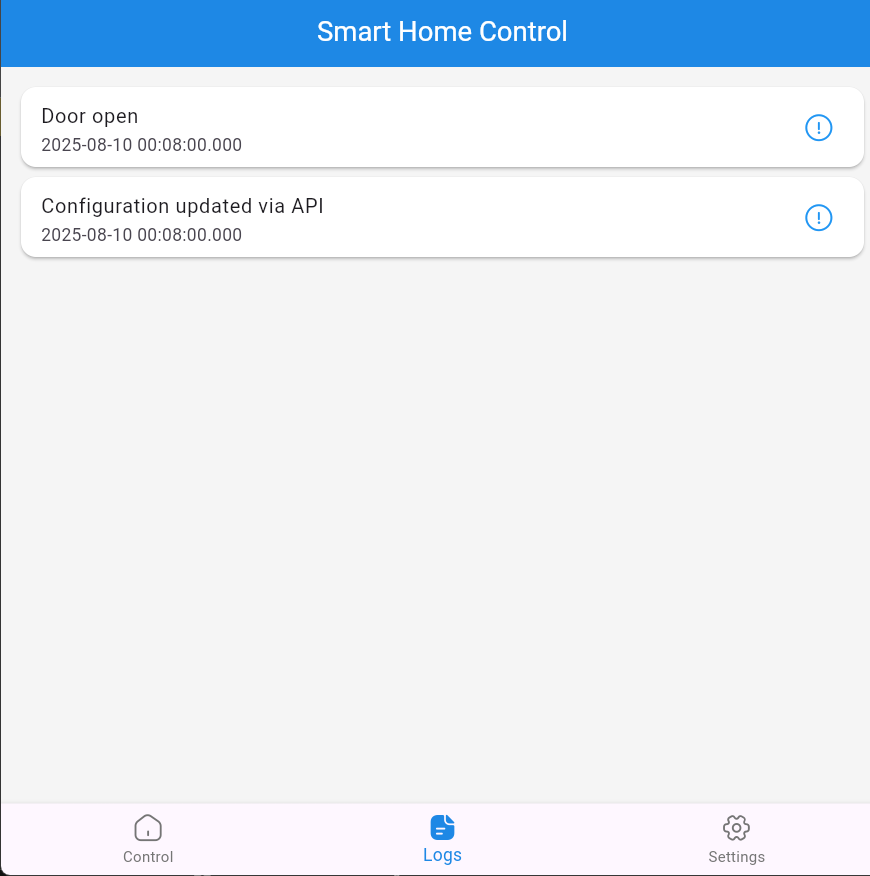 Smart Home Control
Door open
2025-08-10 00:08:00.000
Configuration updated via API
2025-08-10 00:08:00.000
Control
Logs
Settings